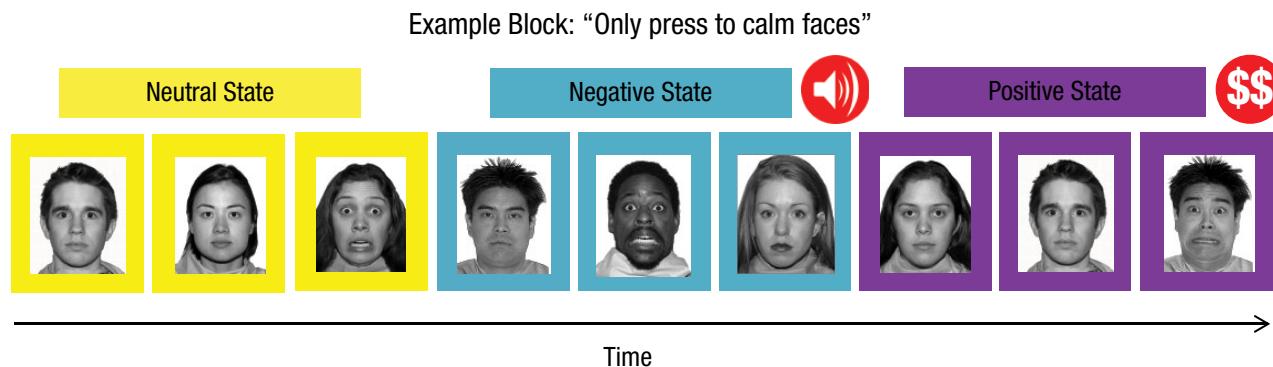 Example Block: “Only press to calm faces”
Neutral State
Negative State
Positive State
$$
Time